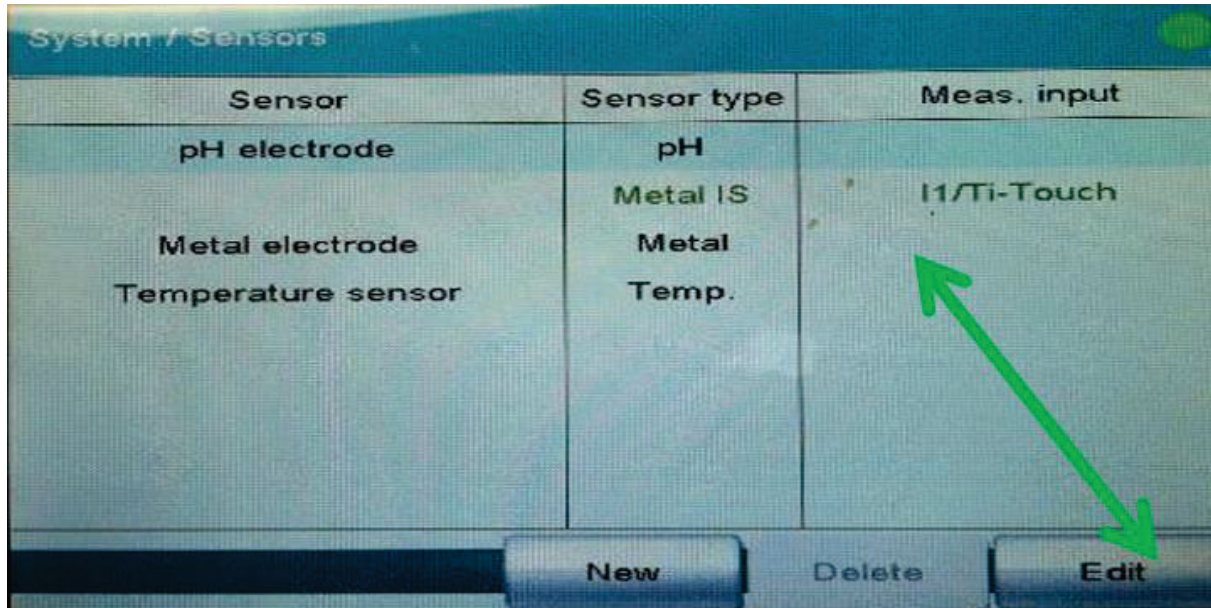 System / Sensors
Sensor Sensor type Meas. input
pH electrode pH
Metal IS I1/Ti-Touch
Metal electrode Metal
Temperature sensor Temp.
New Delete Edit